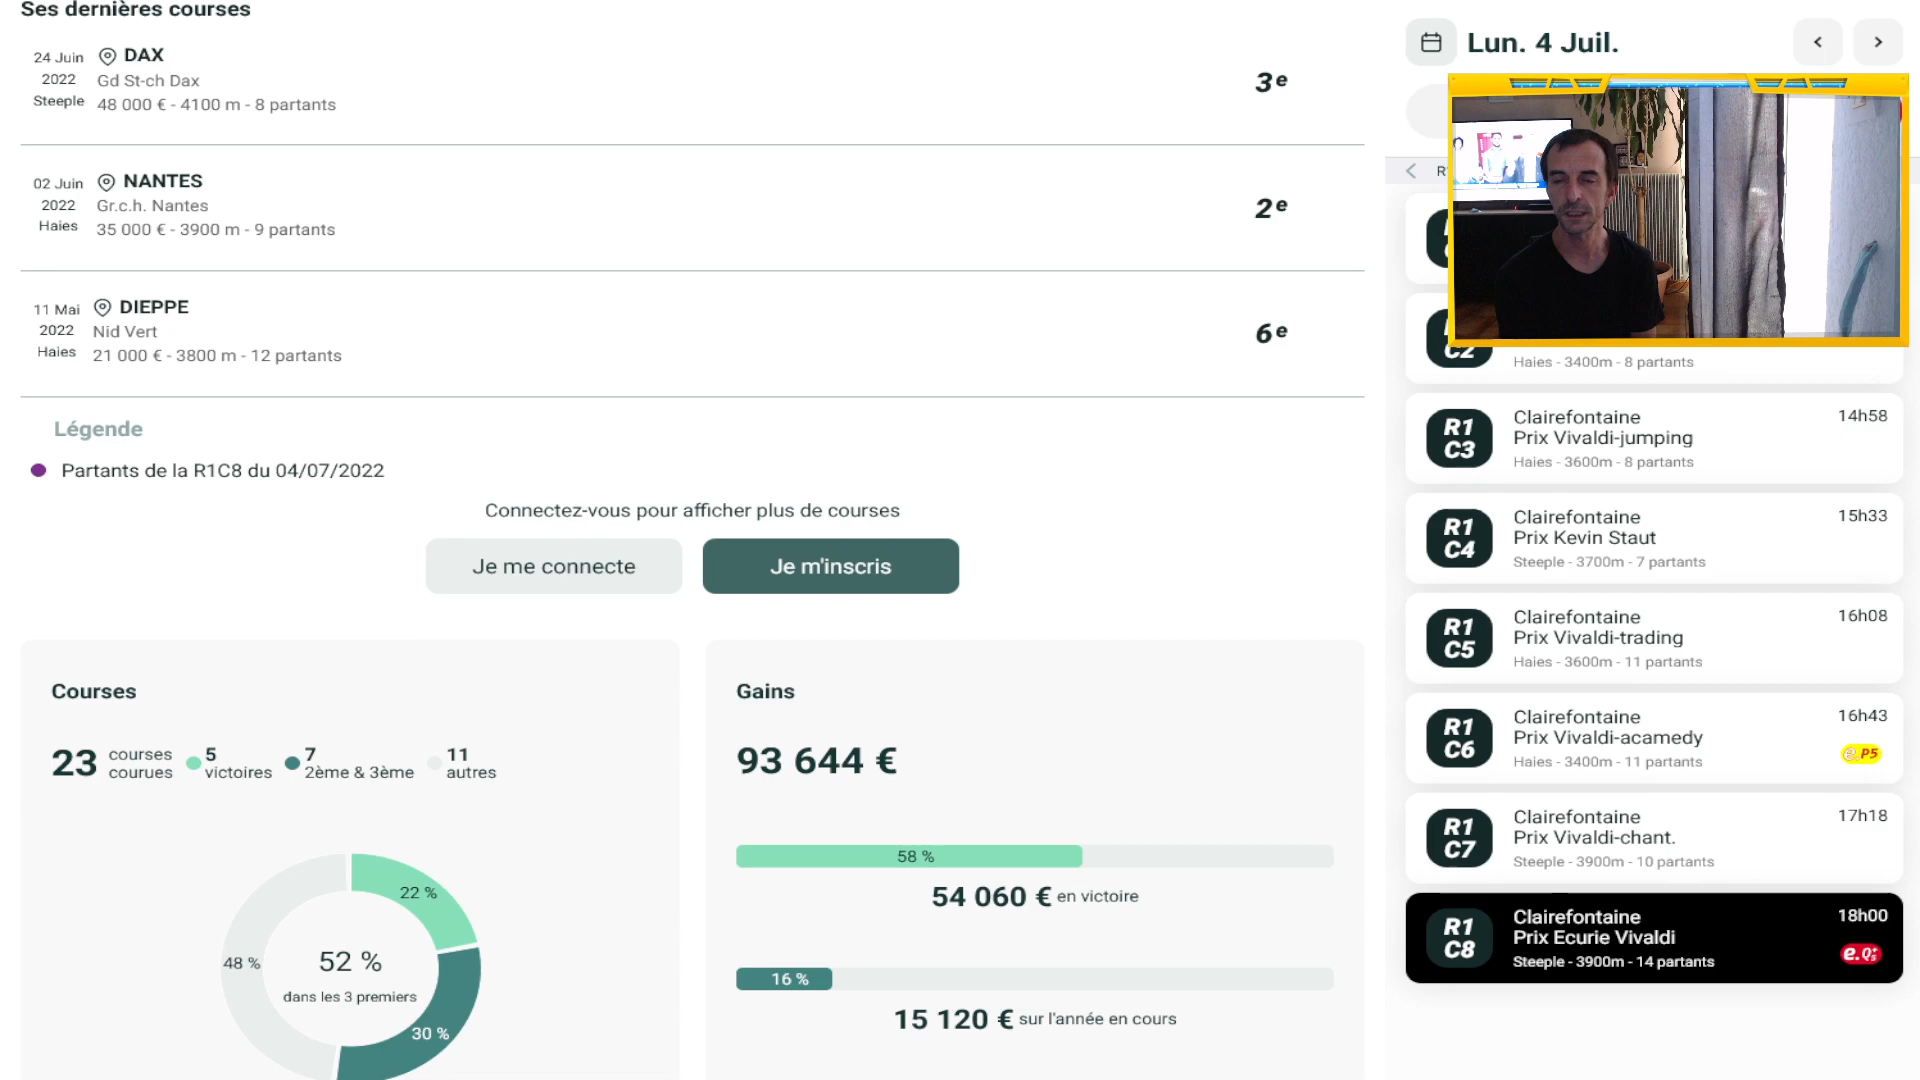 Ses dernières courses
24 Juin
2022
Steeple
DAX
Gd St-ch Dax
48 000 € - 4100 m - 8 partants
3e
02 Juin
2022
Haies
NANTES
Gr.c.h. Nantes
35 000 € - 3900 m - 9 partants
2e
11 Mai
2022
Haies
DIEPPE
Nid Vert
21 000 € - 3800 m - 12 partants
6e
Légende
Partants de la R1C8 du 04/07/2022
Connectez-vous pour afficher plus de courses
Je me connecte
Je m'inscris
Courses
23 courses courues
5 victoires
7 2ème & 3ème
11 autres
22 %
48 %
52 %
dans les 3 premiers
30 %
Gains
93 644 €
58 %
54 060 € en victoire
16 %
15 120 € sur l'année en cours
Lun. 4 Juil.
C2
Haies - 3400m - 8 partants
R1
C3
Clairefontaine
14h58
Prix Vivaldi-jumping
Haies - 3600m - 8 partants
R1
C4
Clairefontaine
15h33
Prix Kevin Staut
Steeple - 3700m - 7 partants
R1
C5
Clairefontaine
16h08
Prix Vivaldi-trading
Haies - 3600m - 11 partants
R1
C6
Clairefontaine
16h43
Prix Vivaldi-acamedy
Haies - 3400m - 11 partants
e.P5
R1
C7
Clairefontaine
17h18
Prix Vivaldi-chant.
Steeple - 3900m - 10 partants
R1
C8
Clairefontaine
18h00
Prix Ecurie Vivaldi
Steeple - 3900m - 14 partants
e.Q+5